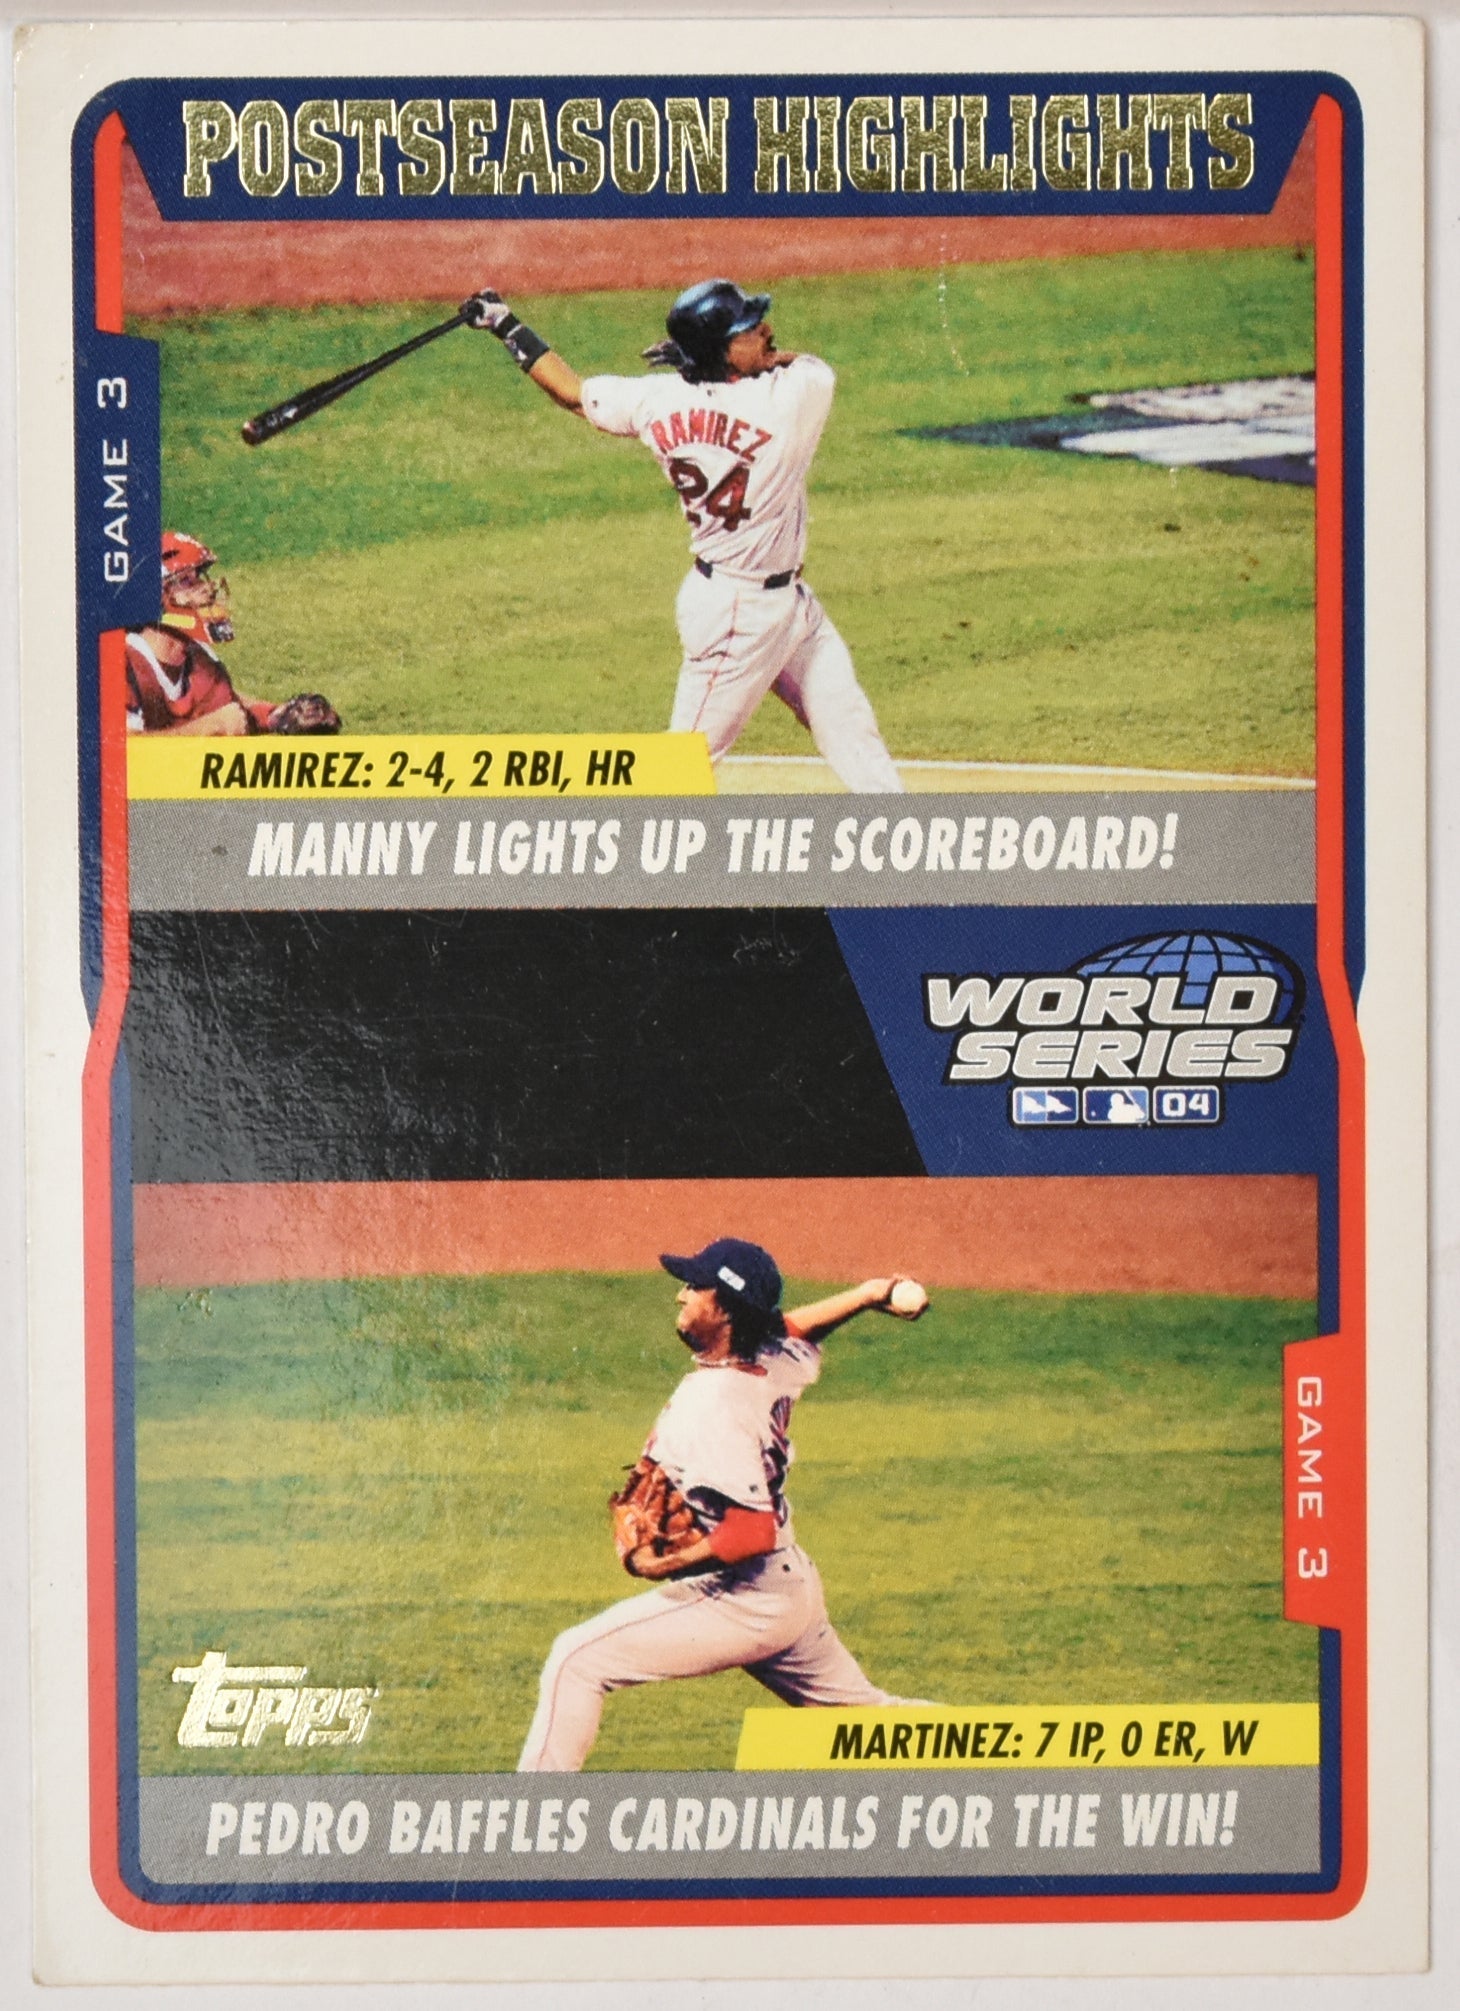 POSTSEASON HIGHLIGHTS
GAME 3
RAMIREZ
24
RAMIREZ: 2-4, 2 RBI, HR
MANNY LIGHTS UP THE SCOREBOARD!
WORLD
SERIES
04
GAME 3
topps
MARTINEZ: 7 IP, 0 ER, W
PEDRO BAFFLES CARDINALS FOR THE WIN!